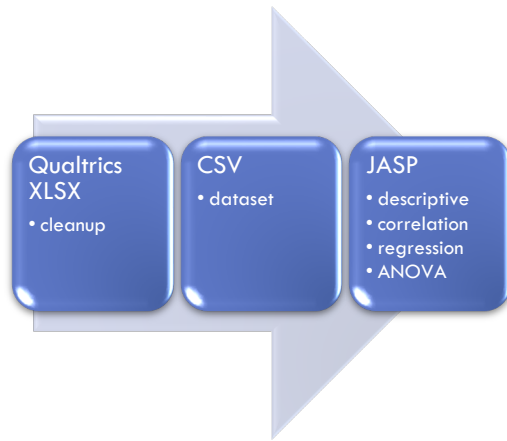 Qualtrics
XLSX
• cleanup
CSV
• dataset
JASP
• descriptive
• correlation
• regression
• ANOVA